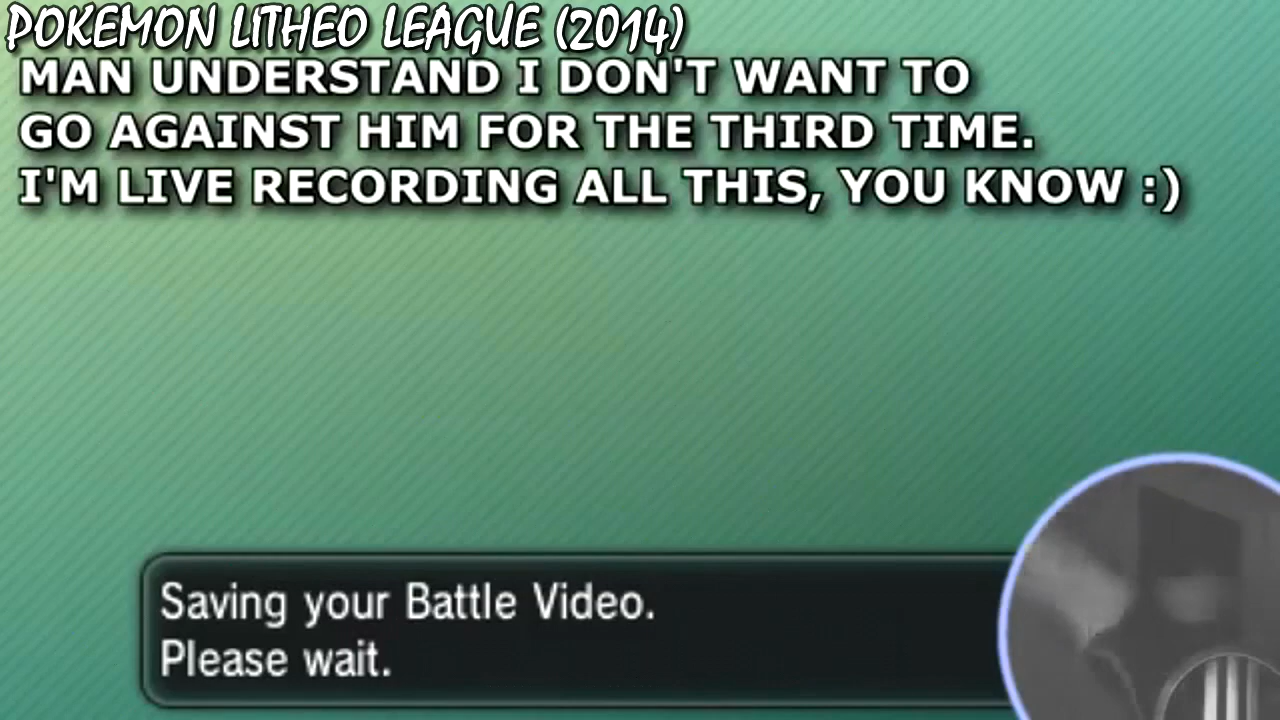 POKEMON LITHEO LEAGUE (2014)
MAN UNDERSTAND I DON'T WANT TO
GO AGAINST HIM FOR THE THIRD TIME.
I'M LIVE RECORDING ALL THIS, YOU KNOW :)
Saving your Battle Video.
Please wait.